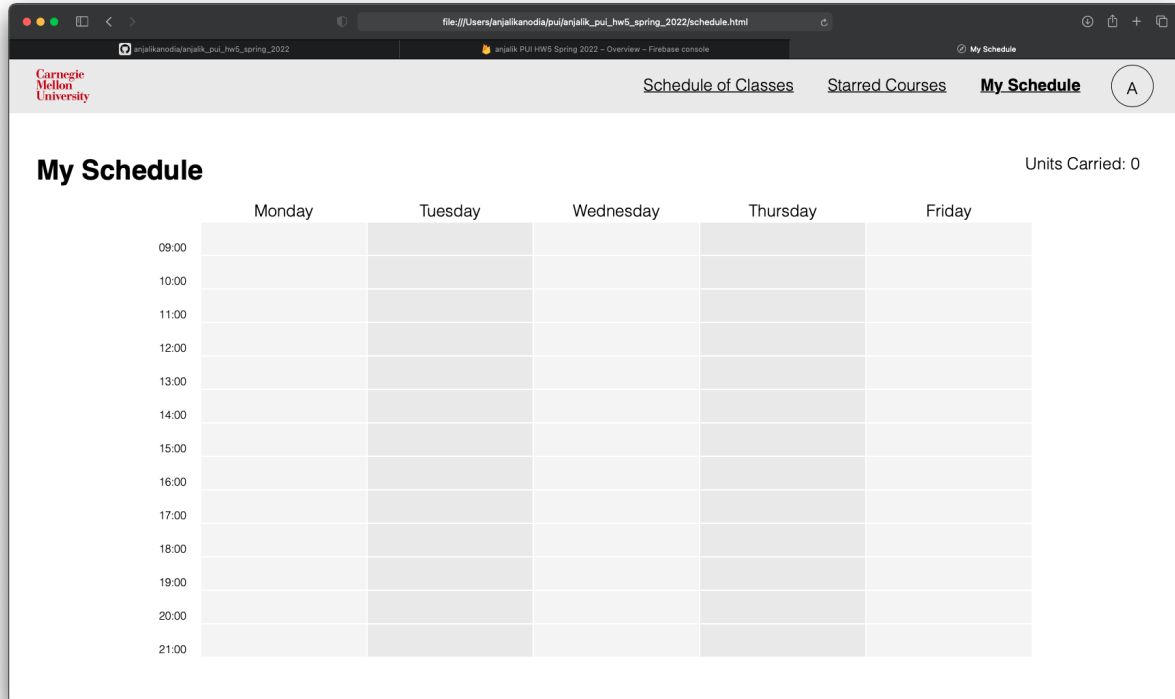 file:///Users/anjalikanodia/pui/anjalik_pui_hw5_spring_2022/schedule.html
anjalikanodia/anjalik_pui_hw5_spring_2022
anjalik PUI HW5 Spring 2022 – Overview – Firebase console
My Schedule
Carnegie
Mellon
University
Schedule of Classes
Starred Courses
My Schedule
A
My Schedule
Units Carried: 0
Monday Tuesday Wednesday Thursday Friday
09:00
10:00
11:00
12:00
13:00
14:00
15:00
16:00
17:00
18:00
19:00
20:00
21:00